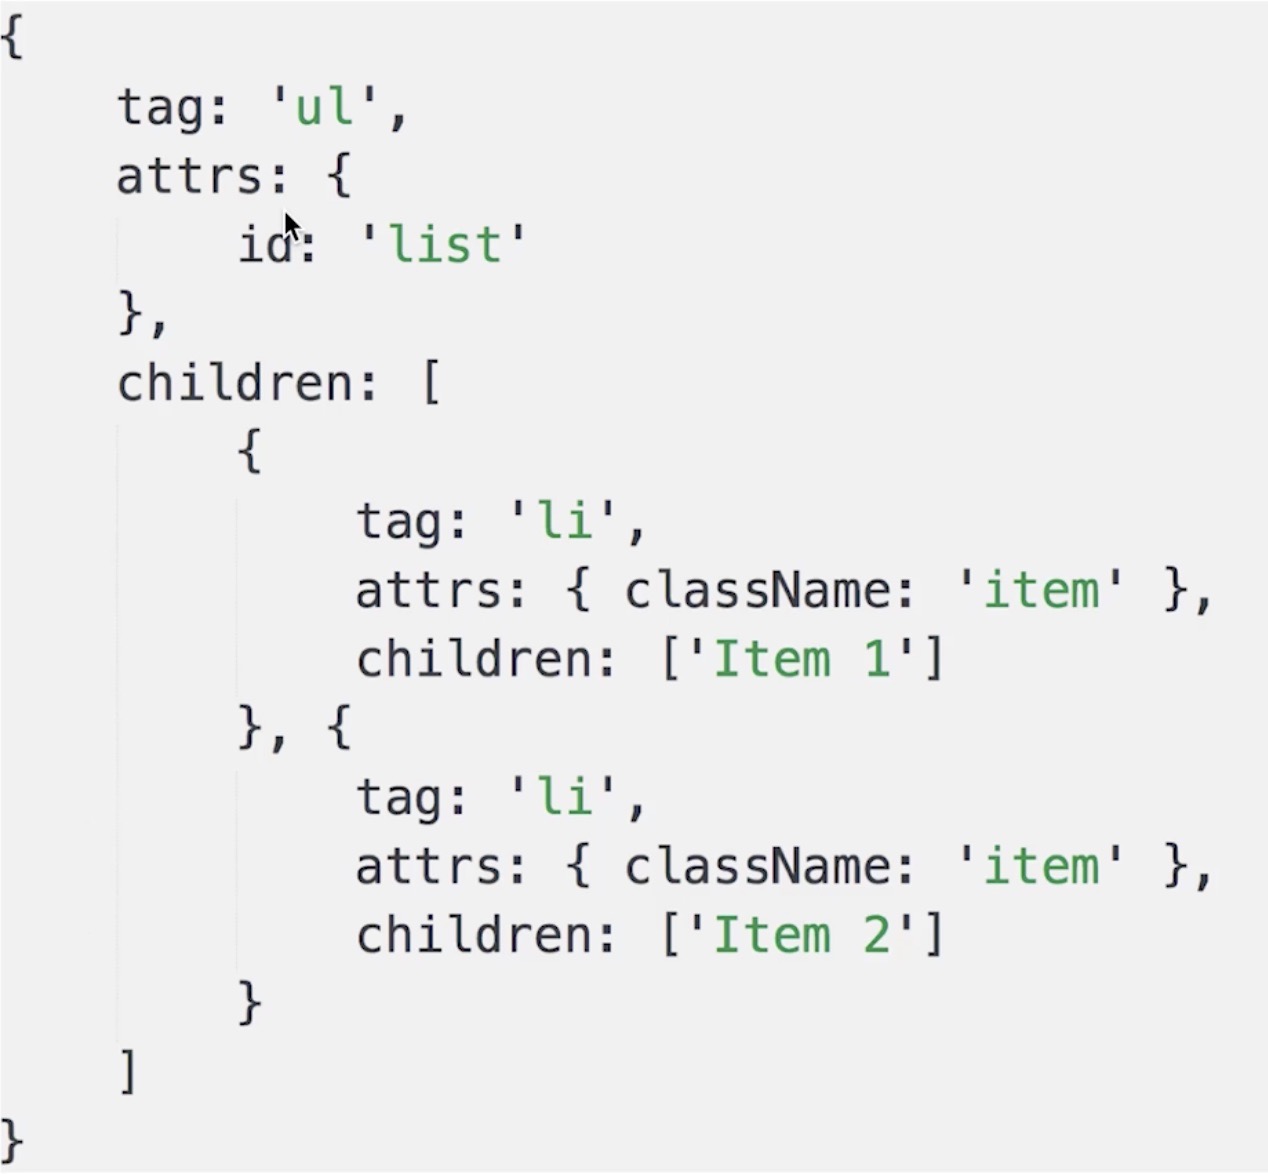 {
    tag: 'ul',
    attrs: {
        id: 'list'
    },
    children: [
        {
            tag: 'li',
            attrs: { className: 'item' },
            children: ['Item 1']
        }, {
            tag: 'li',
            attrs: { className: 'item' },
            children: ['Item 2']
        }
    ]
}